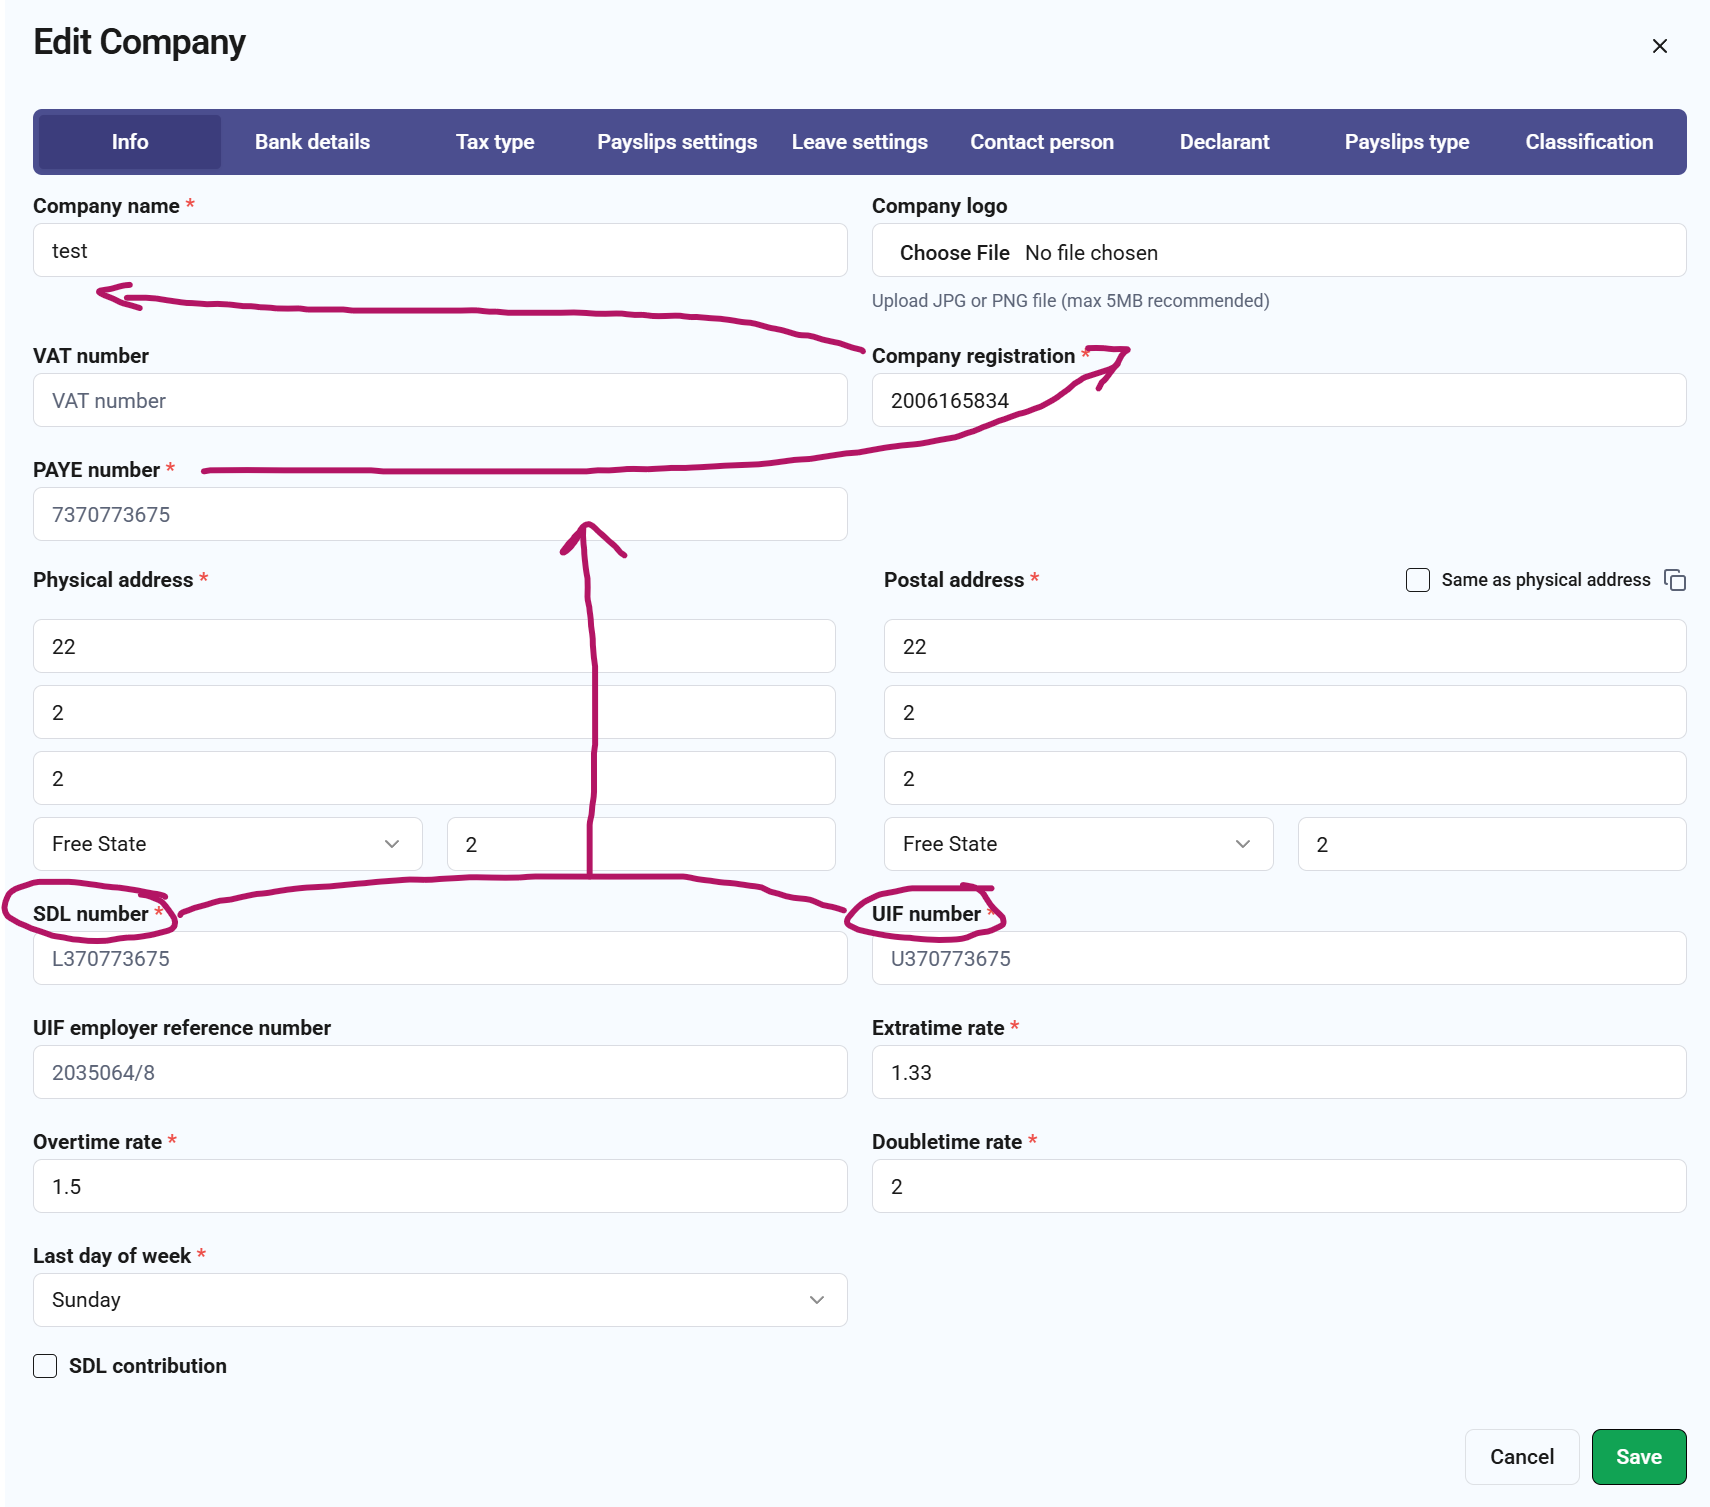 Edit Company
Info Bank details Tax type Payslips settings Leave settings Contact person Declarant Payslips type Classification
Company name * Company logo
test Choose File No file chosen
Upload JPG or PNG file (max 5MB recommended)
VAT number Company registration *
VAT number 2006165834
PAYE number *
7370773675
Physical address * Postal address * Same as physical address
22 22
2 2
2 2
Free State 2 Free State 2
SDL number * UIF number *
L370773675 U370773675
UIF employer reference number Extratime rate *
2035064/8 1.33
Overtime rate * Doubletime rate *
1.5 2
Last day of week *
Sunday
SDL contribution
Cancel Save